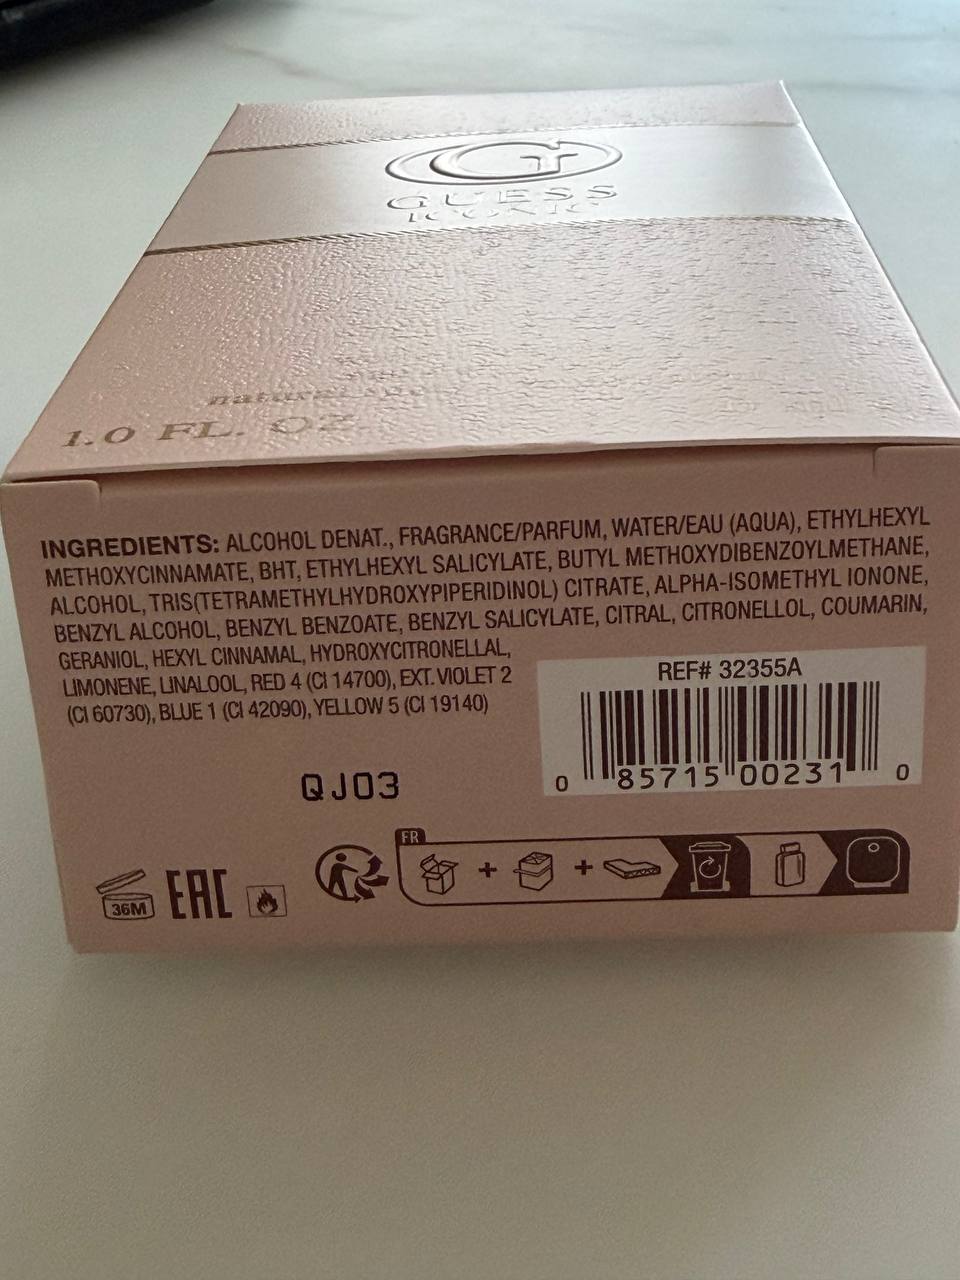 G
GUESS
ICONIC
natural
1.0 FL. OZ.
INGREDIENTS: ALCOHOL DENAT., FRAGRANCE/PARFUM, WATER/EAU (AQUA), ETHYLHEXYL
METHOXYCINNAMATE, BHT, ETHYLHEXYL SALICYLATE, BUTYL METHOXYDIBENZOYLMETHANE,
ALCOHOL, TRIS(TETRAMETHYLHYDROXYPIPERIDINOL) CITRATE, ALPHA-ISOMETHYL IONONE,
BENZYL ALCOHOL, BENZYL BENZOATE, BENZYL SALICYLATE, CITRAL, CITRONELLOL, COUMARIN,
GERANIOL, HEXYL CINNAMAL, HYDROXYCITRONELLAL,
LIMONENE, LINALOOL, RED 4 (CI 14700), EXT. VIOLET 2
(CI 60730), BLUE 1 (CI 42090), YELLOW 5 (CI 19140)
REF# 32355A
0 85715 00231 0
QJ03
FR
36M
EAC